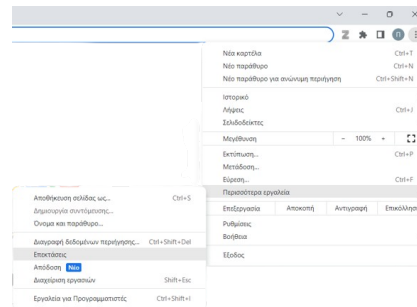 Νέα καρτέλα Ctrl+T
Νέο παράθυρο Ctrl+N
Νέο παράθυρο για ανώνυμη περιήγηση Ctrl+Shift+N
Ιστορικό
Λήψεις Ctrl+J
Σελιδοδείκτες
Μεγέθυνση - 100% +
Εκτύπωση... Ctrl+P
Μετάδοση...
Εύρεση... Ctrl+F
Περισσότερα εργαλεία
Επεξεργασία Αποκοπή Αντιγραφή Επικόλλησ
Ρυθμίσεις
Βοήθεια
Έξοδος
Αποθήκευση σελίδας ως... Ctrl+S
Δημιουργία συντόμευσης...
Όνομα και παράθυρο...
Διαγραφή δεδομένων περιήγησης... Ctrl+Shift+Del
Επεκτάσεις
Απόδοση Νέο
Διαχείριση εργασιών Shift+Esc
Εργαλεία για Προγραμματιστές Ctrl+Shift+I